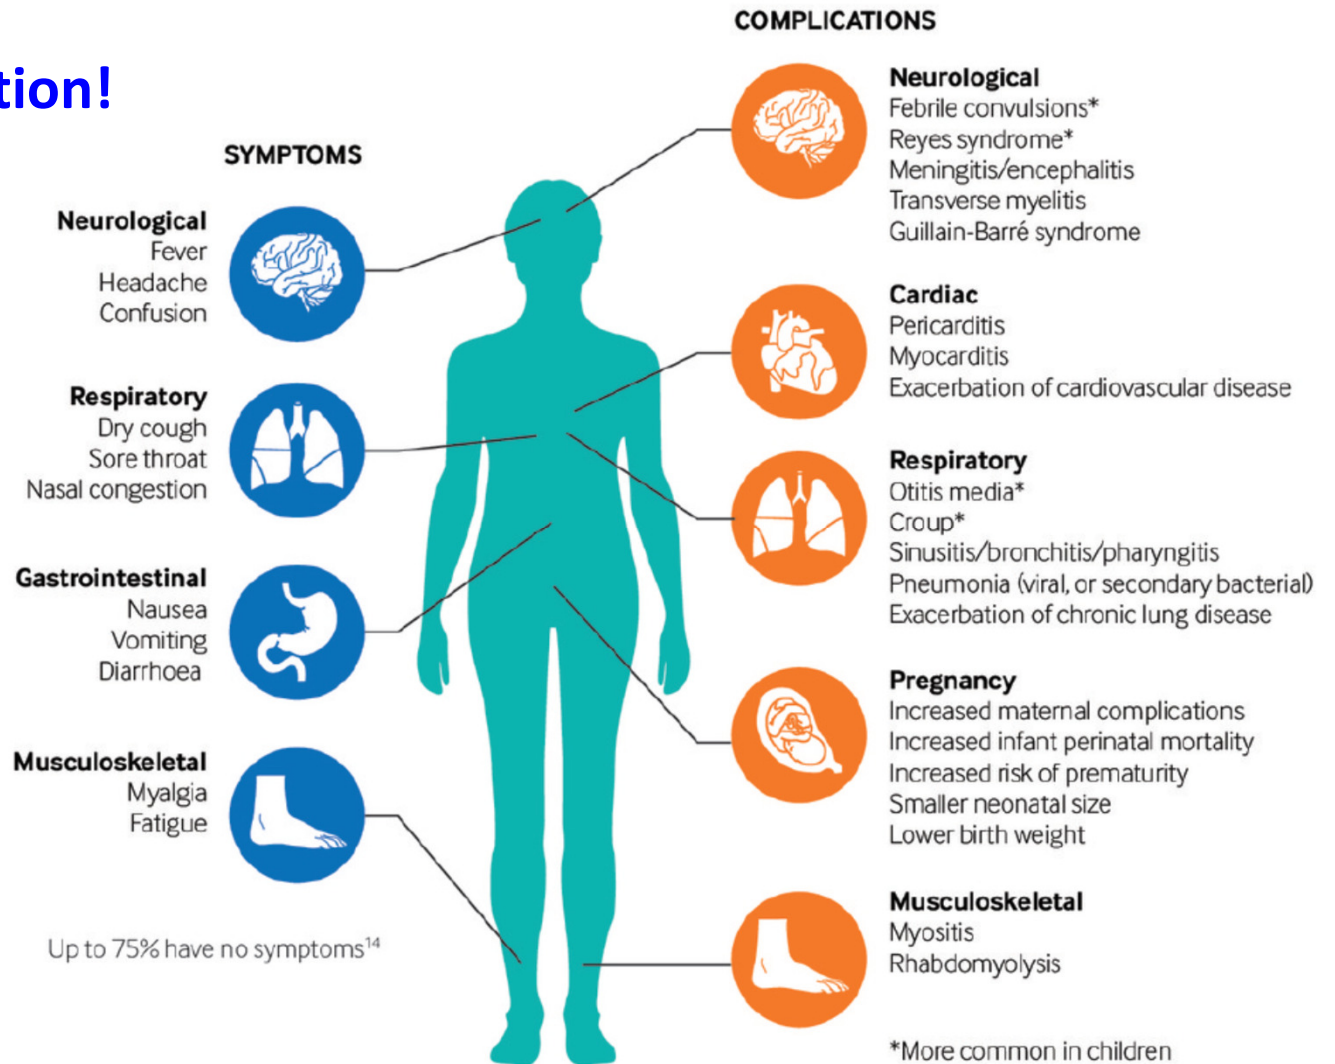 tion!
SYMPTOMS
Neurological
Fever
Headache
Confusion
Respiratory
Dry cough
Sore throat
Nasal congestion
Gastrointestinal
Nausea
Vomiting
Diarrhoea
Musculoskeletal
Myalgia
Fatigue
Up to 75% have no symptoms14
COMPLICATIONS
Neurological
Febrile convulsions*
Reyes syndrome*
Meningitis/encephalitis
Transverse myelitis
Guillain-Barré syndrome
Cardiac
Pericarditis
Myocarditis
Exacerbation of cardiovascular disease
Respiratory
Otitis media*
Croup*
Sinusitis/bronchitis/pharyngitis
Pneumonia (viral, or secondary bacterial)
Exacerbation of chronic lung disease
Pregnancy
Increased maternal complications
Increased infant perinatal mortality
Increased risk of prematurity
Smaller neonatal size
Lower birth weight
Musculoskeletal
Myositis
Rhabdomyolysis
*More common in children